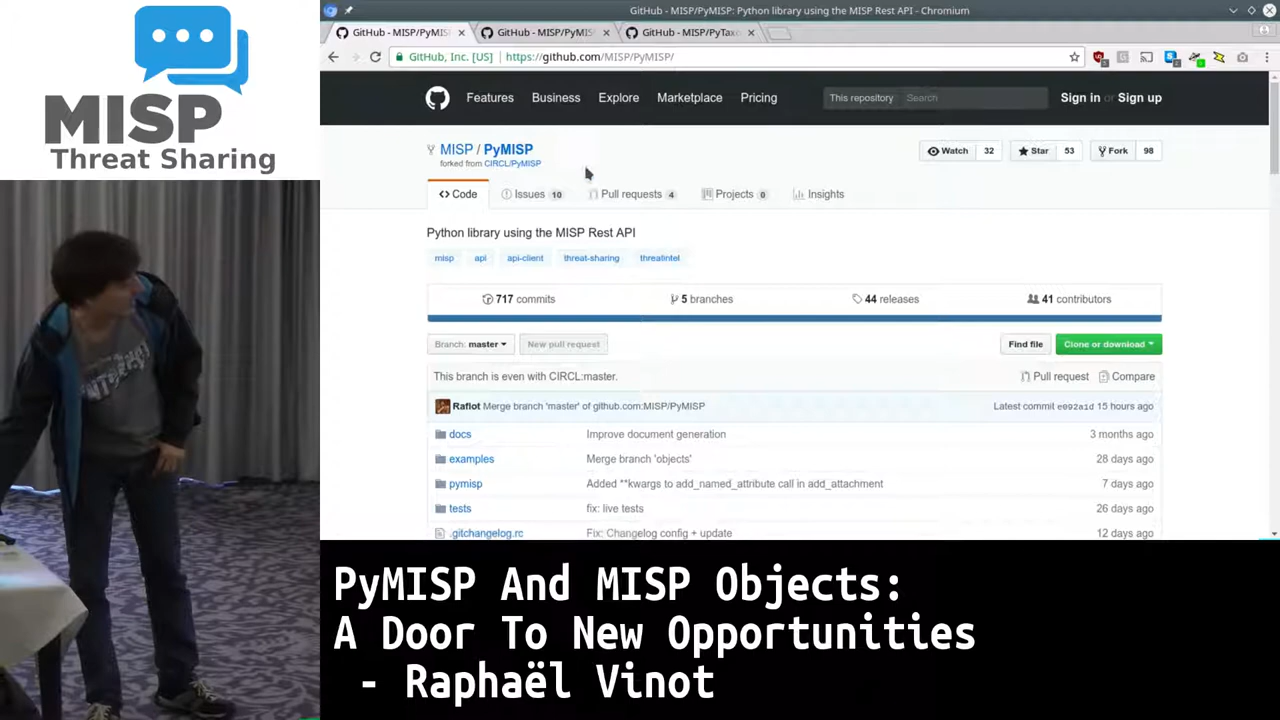 MISP
Threat Sharing
GitHub - MISP/PyMISP: Python library using the MISP Rest API - Chromium
GitHub - MISP/PyMIS
GitHub - MISP/PyMIS
GitHub - MISP/PyTaxo
GitHub, Inc. [US]
https://github.com/MISP/PyMISP/
Features Business Explore Marketplace Pricing
This repository Search
Sign in or Sign up
MISP / PyMISP
forked from CIRCL/PyMISP
Watch 32
Star 53
Fork 98
Code
Issues 10
Pull requests 4
Projects 0
Insights
Python library using the MISP Rest API
misp api api-client threat-sharing threatintel
717 commits
5 branches
44 releases
41 contributors
Branch: master
New pull request
Find file
Clone or download
This branch is even with CIRCL:master.
Pull request
Compare
Rafiot Merge branch 'master' of github.com:MISP/PyMISP
Latest commit e092a1d 15 hours ago
docs Improve document generation 3 months ago
examples Merge branch 'objects' 28 days ago
pymisp Added **kwargs to add_named_attribute call in add_attachment 7 days ago
tests fix: live tests 26 days ago
.gitchangelog.rc Fix: Changelog config + update 12 days ago
PyMISP And MISP Objects:
A Door To New Opportunities
- Raphaël Vinot